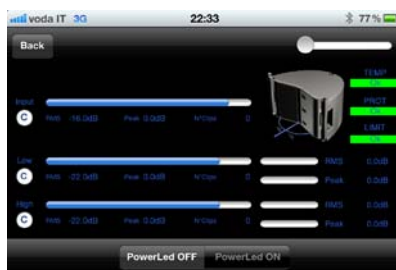 voda IT 3G 22:33 77%
Back
TEMP
Ok
Input PROT
Ok
C RMS -16.0dB Peak 0.0dB N°Clips 0 LIMIT
Ok
Low RMS 0.0dB
C RMS -22.0dB Peak 0.0dB N°Clips 0 Peak 0.0dB
High RMS 0.0dB
C RMS -22.0dB Peak 0.0dB N°Clips 0 Peak 0.0dB
PowerLed OFF PowerLed ON